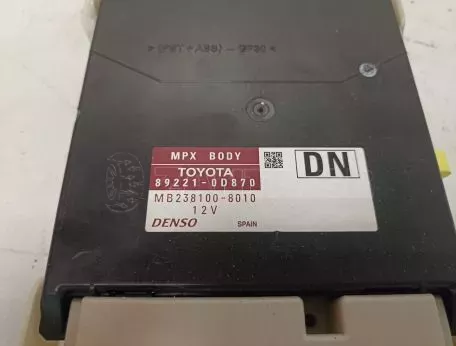 MPX BODY
TOYOTA
89221-0D870
MB238100-8010
12V
DENSO
SPAIN
DN